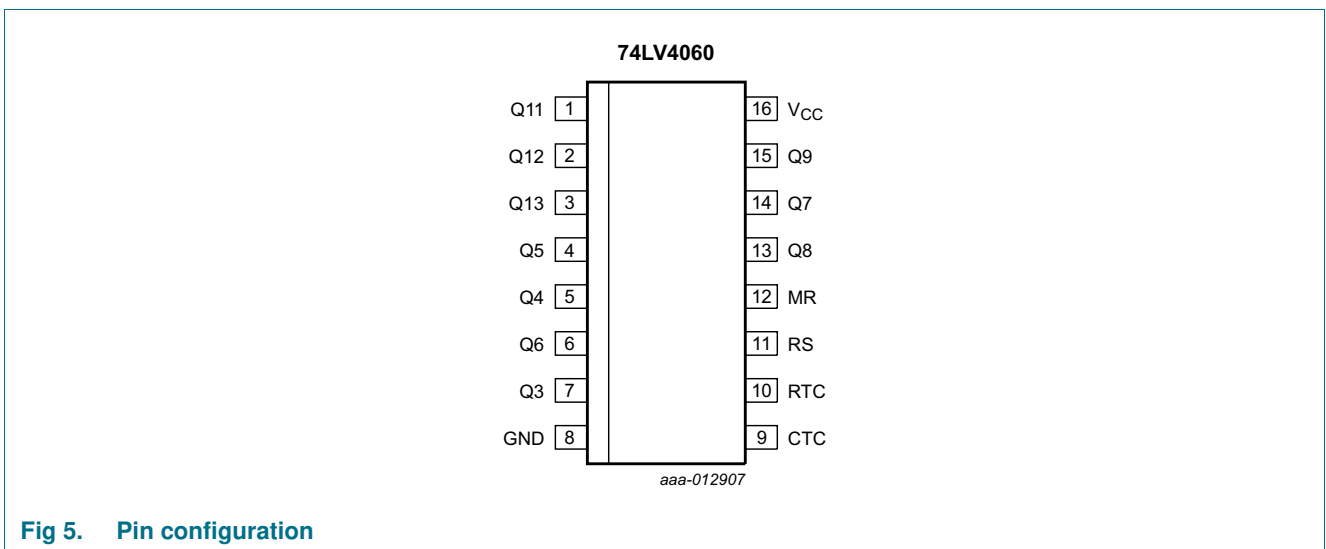 74LV4060
Q11 1 16 VCC
Q12 2 15 Q9
Q13 3 14 Q7
Q5 4 13 Q8
Q4 5 12 MR
Q6 6 11 RS
Q3 7 10 RTC
GND 8 9 CTC
aaa-012907
Fig 5. Pin configuration